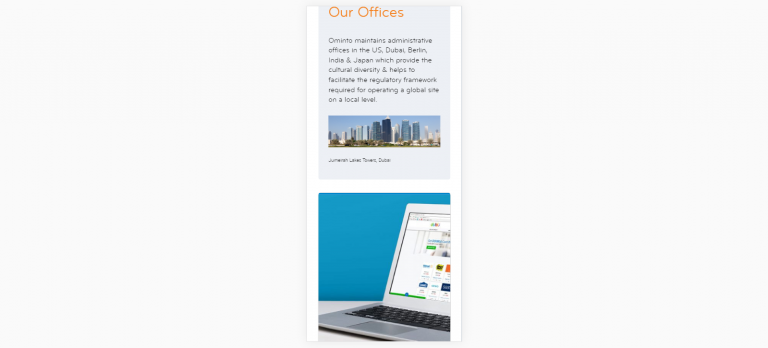 Our Offices
Ominto maintains administrative
offices in the US, Dubai, Berlin,
India & Japan which provide the
cultural diversity & helps to
facilitate the regulatory framework
required for operating a global site
on a local level.
Jumeirah Lakes Towers, Dubai